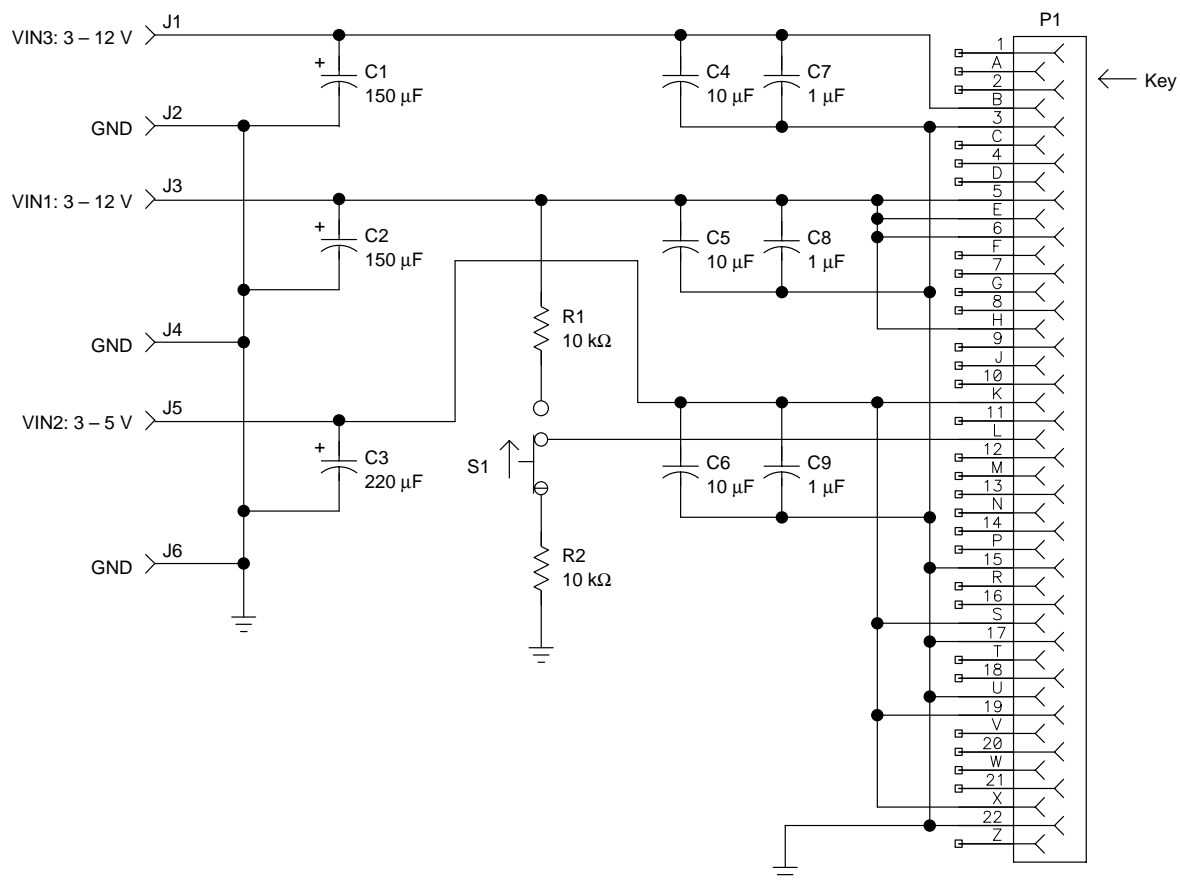 VIN3: 3 – 12 V
J1
GND
J2
VIN1: 3 – 12 V
J3
GND
J4
VIN2: 3 – 5 V
J5
GND
J6
+
C1
150 µF
+
C2
150 µF
+
C3
220 µF
R1
10 kΩ
S1
R2
10 kΩ
C4
10 µF
C7
1 µF
C5
10 µF
C8
1 µF
C6
10 µF
C9
1 µF
P1
Key
1
A
2
B
3
C
4
D
5
E
6
F
7
G
8
H
9
J
10
K
11
L
12
M
13
N
14
P
15
R
16
S
17
T
18
U
19
V
20
W
21
X
22
Z